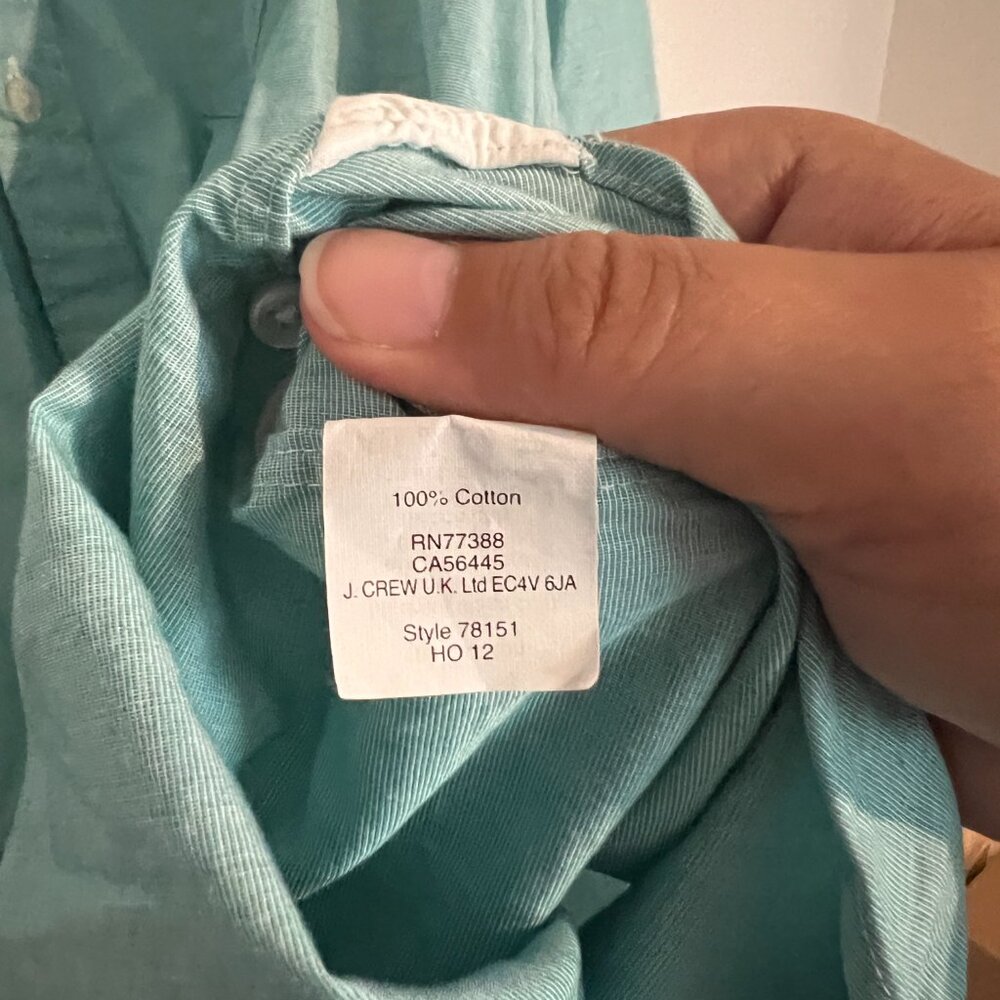 100% Cotton
RN77388
CA56445
J. CREW U.K. Ltd EC4V 6JA
Style 78151
HO 12